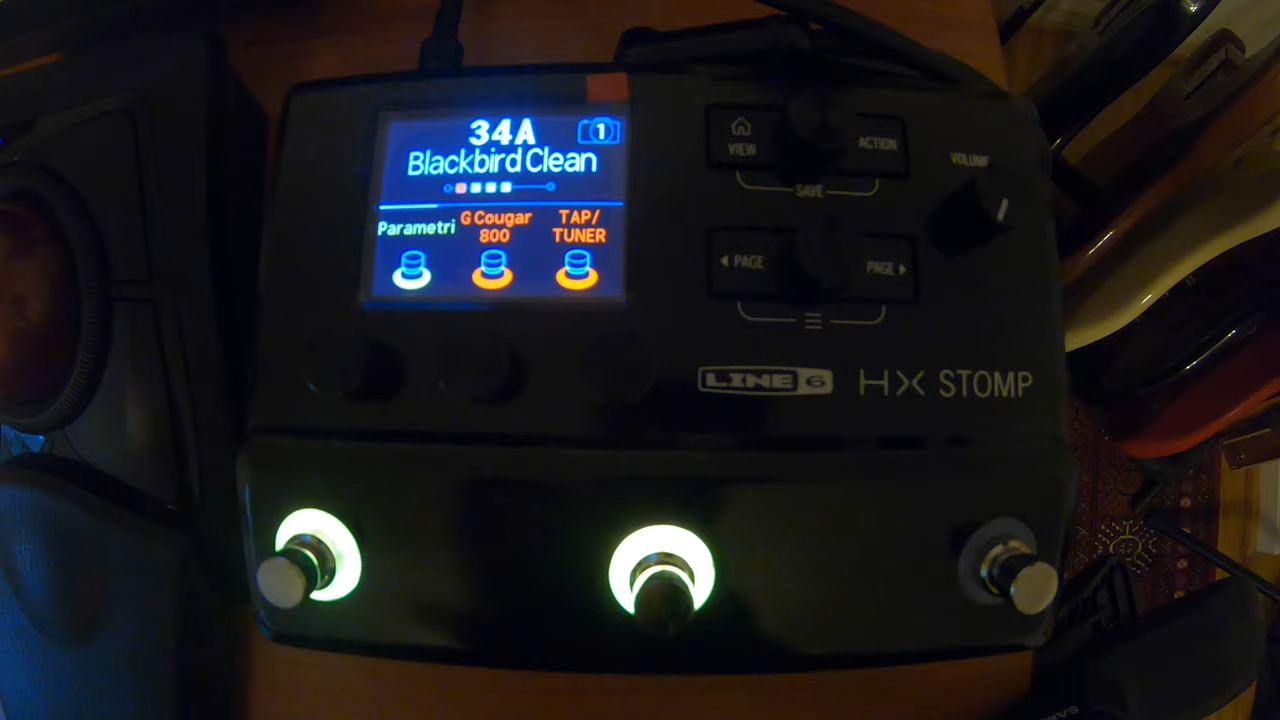 34A
1
Blackbird Clean
Parametri
G Cougar
800
TAP/
TUNER
VIEW
ACTION
SAVE
VOLUME
PAGE
PAGE
LINE 6
HX STOMP